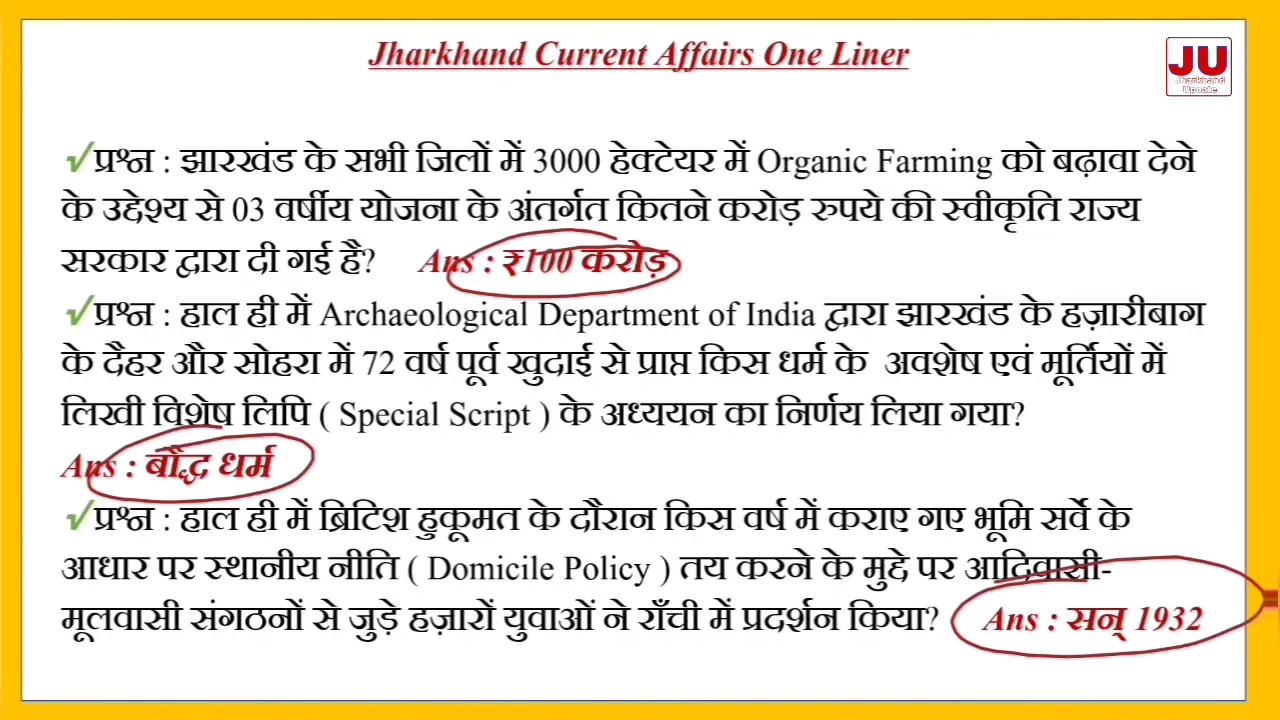 Jharkhand Current Affairs One Liner
JU
Jharkhand
Update
✓प्रश्न : झारखंड के सभी जिलों में 3000 हेक्टेयर में Organic Farming को बढ़ावा देने
के उद्देश्य से 03 वर्षीय योजना के अंतर्गत कितने करोड़ रुपये की स्वीकृति राज्य
सरकार द्वारा दी गई है? Ans : ₹100 करोड़
✓प्रश्न : हाल ही में Archaeological Department of India द्वारा झारखंड के हज़ारीबाग
के दैहर और सोहरा में 72 वर्ष पूर्व खुदाई से प्राप्त किस धर्म के अवशेष एवं मूर्तियों में
लिखी विशेष लिपि ( Special Script ) के अध्ययन का निर्णय लिया गया?
Ans : बौद्ध धर्म
✓प्रश्न : हाल ही में ब्रिटिश हुकूमत के दौरान किस वर्ष में कराए गए भूमि सर्वे के
आधार पर स्थानीय नीति ( Domicile Policy ) तय करने के मुद्दे पर आदिवासी-
मूलवासी संगठनों से जुड़े हज़ारों युवाओं ने राँची में प्रदर्शन किया? Ans : सन् 1932